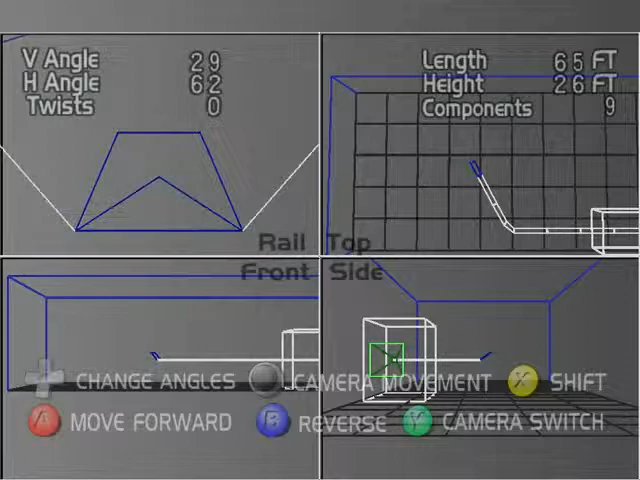 V Angle 29
H Angle 62
Twists 0
Length 65 FT
Height 26 FT
Components 9
Rail Top
Front Side
CHANGE ANGLES CAMERA MOVEMENT X SHIFT
A MOVE FORWARD B REVERSE Y CAMERA SWITCH